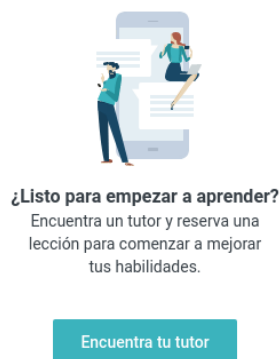 ¿Listo para empezar a aprender?
Encuentra un tutor y reserva una
lección para comenzar a mejorar
tus habilidades.
Encuentra tu tutor